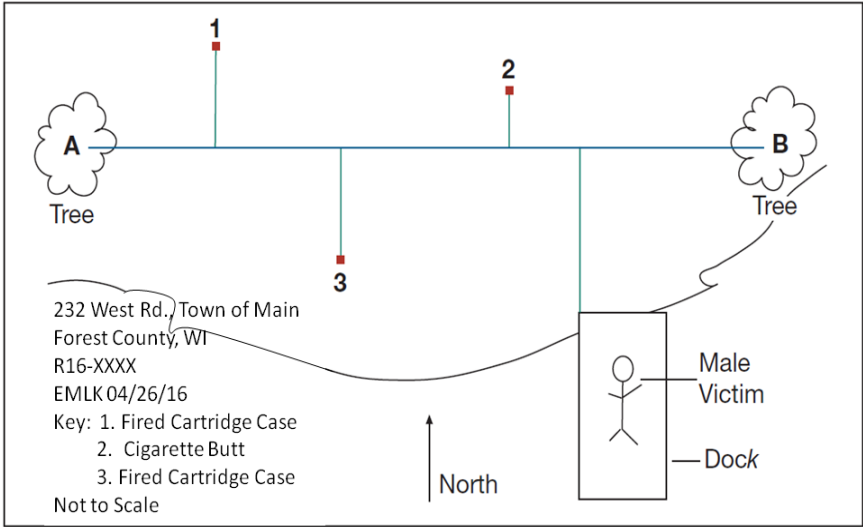 1
2
A
B
Tree
Tree
3
232 West Rd., Town of Main
Forest County, WI
R16-XXXX
EMLK 04/26/16
Key: 1. Fired Cartridge Case
2. Cigarette Butt
3. Fired Cartridge Case
Not to Scale
North
Male
Victim
Dock